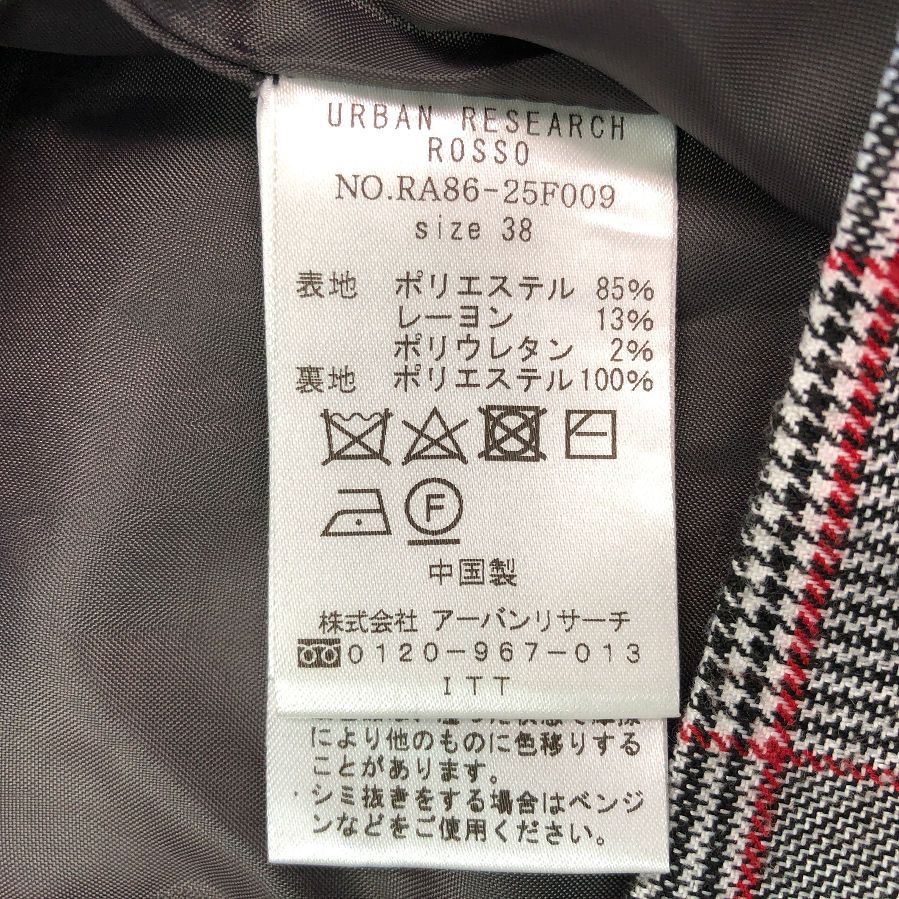 URBAN RESEARCH
ROSSO
NO.RA86-25F009
size 38
表地 ポリエステル 85%
レーヨン 13%
ポリウレタン 2%
裏地 ポリエステル100%
F
中国製
株式会社 アーバンリサーチ
0120-967-013
ITT
により他のものに色移りする
ことがあります。
・シミ抜きをする場合はベンジ
ンなどをご使用ください。